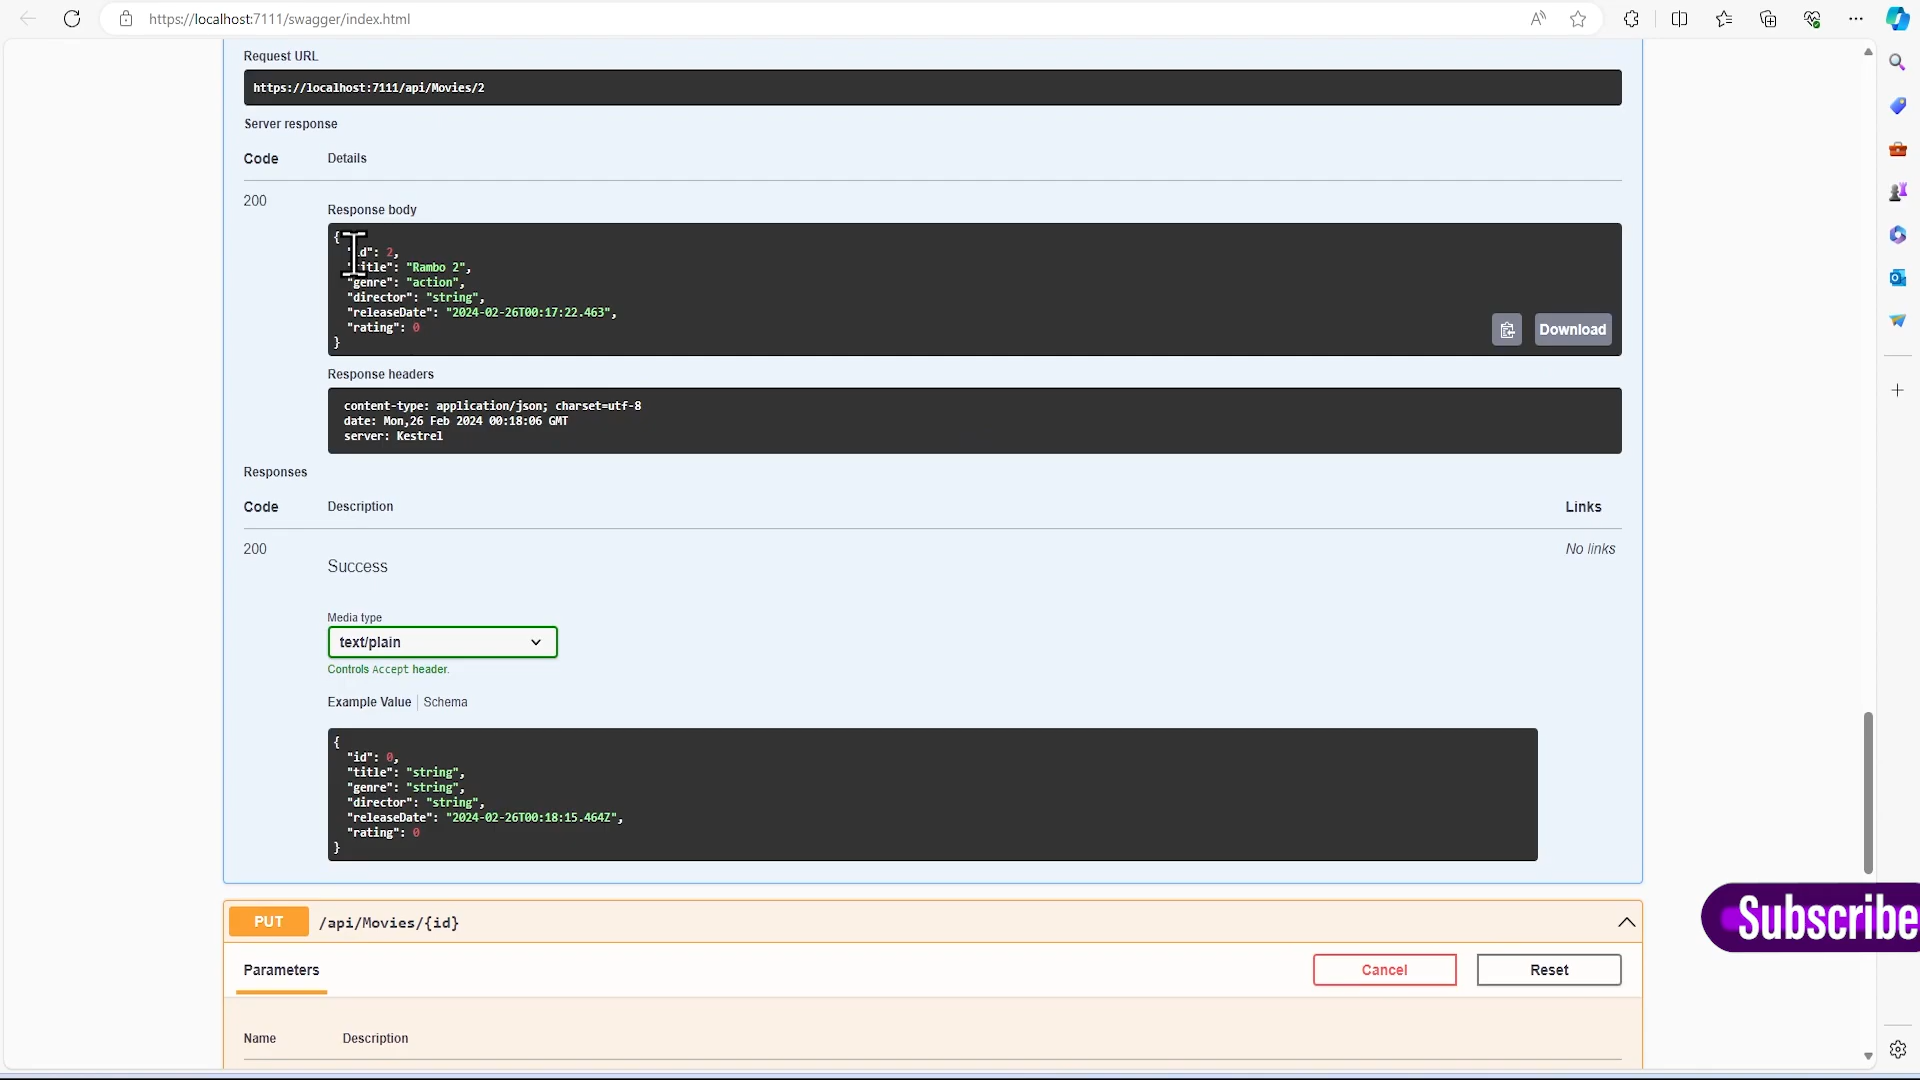 https://localhost:7111/swagger/index.html
Request URL
https://localhost:7111/api/Movies/2
Server response
Code Details
200
Response body
{
"id": 2,
"title": "Rambo 2",
"genre": "action",
"director": "string",
"releaseDate": "2024-02-26T00:17:22.463",
"rating": 0
}
Download
Response headers
content-type: application/json; charset=utf-8
date: Mon,26 Feb 2024 00:18:06 GMT
server: Kestrel
Responses
Code Description Links
200 No links
Success
Media type
text/plain
Controls Accept header.
Example Value Schema
{
"id": 0,
"title": "string",
"genre": "string",
"director": "string",
"releaseDate": "2024-02-26T00:18:15.464Z",
"rating": 0
}
Subscribe
PUT /api/Movies/{id}
Parameters Cancel Reset
Name Description